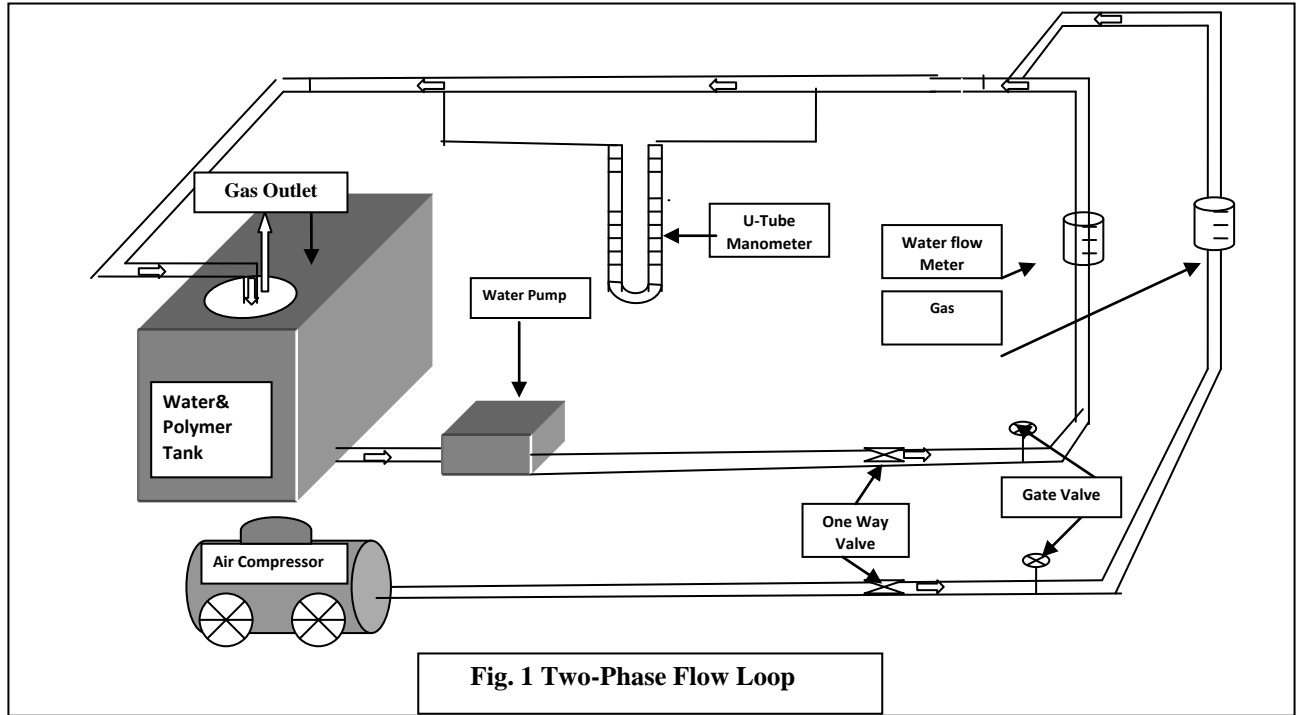 Gas Outlet
U-Tube
Manometer
Water flow
Meter
Gas
Water Pump
Water&
Polymer
Tank
Gate Valve
One Way
Valve
Air Compressor
Fig. 1 Two-Phase Flow Loop